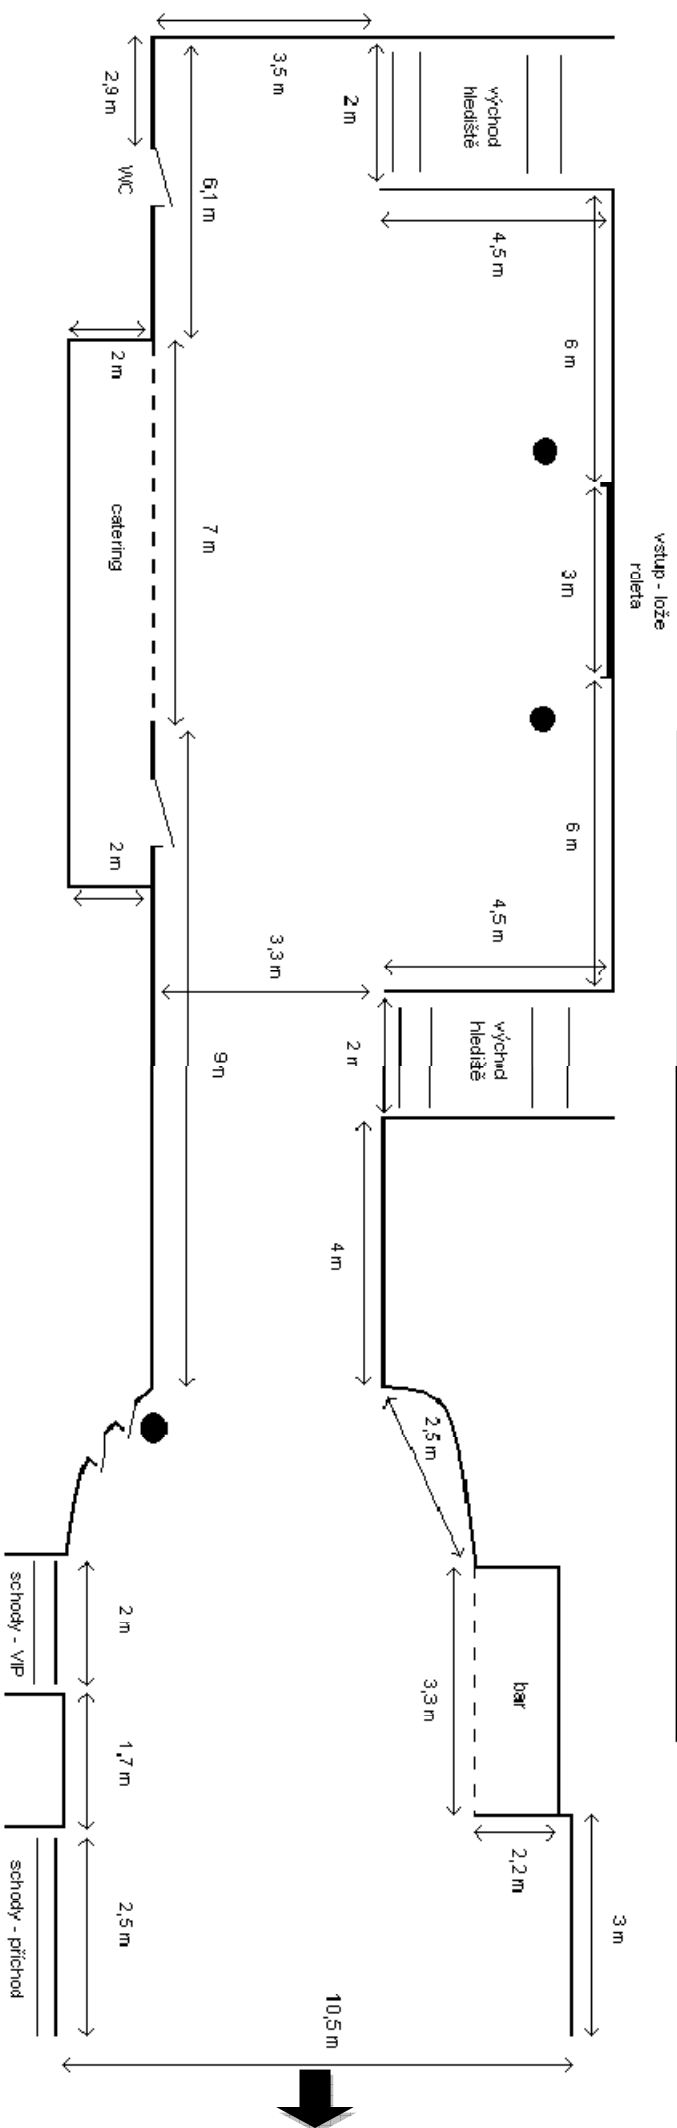 3,5 m
2,9 m
2 m
východ
hlediště
WC
6,1 m
4,5 m
6 m
2 m
catering
7 m
3 m
vstup - lože
roleta
6 m
2 m
4,5 m
3,3 m
9 m
2 m
východ
hlediště
4 m
2,5 m
schody - VIP
2 m
3,3 m
bar
1,7 m
2,2 m
schody - příchod
2,5 m
3 m
10,5 m